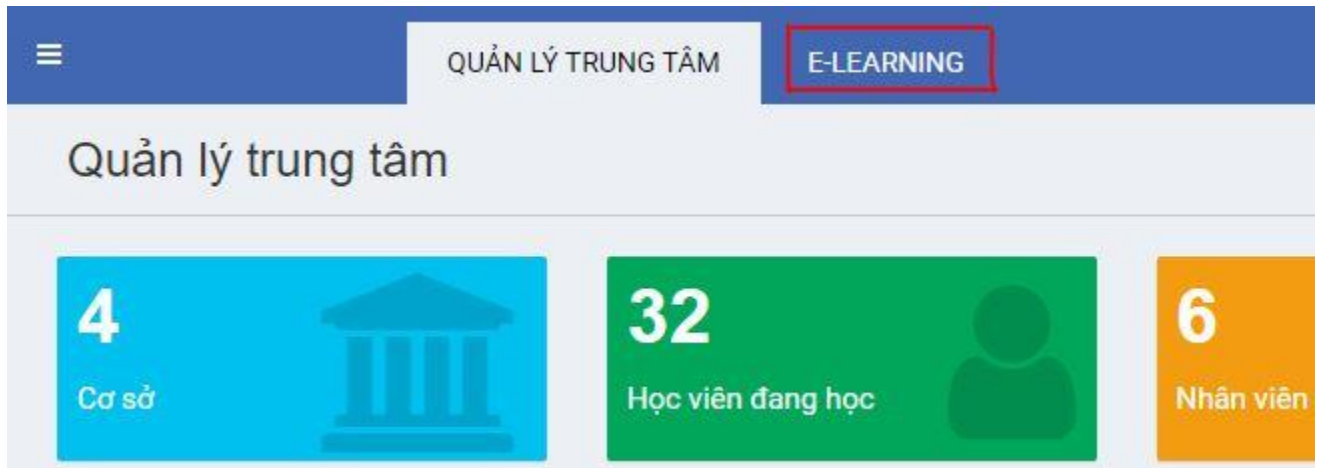 QUẢN LÝ TRUNG TÂM
E-LEARNING
Quản lý trung tâm
4
Cơ sở
32
Học viên đang học
6
Nhân viên